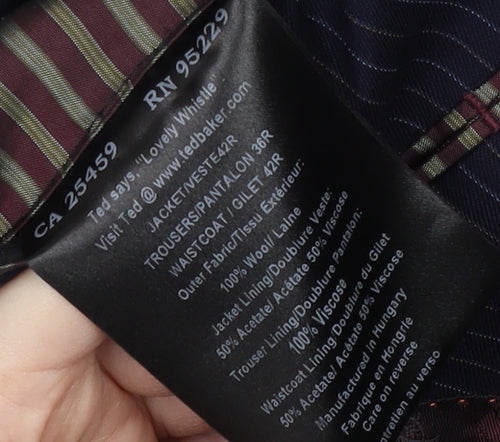 RN 95229
CA 25459
Ted says, "Lovely Whistle"
Visit Ted @ www.tedbaker.com
JACKET/VESTE42R
TROUSERS/PANTALON 36R
WAISTCOAT / GILET 42R
Outer Fabric/Tissu Extérieur:
100% Wool/ Laine
Jacket Lining/Doublure Veste:
50% Acetate/ Acétate 50% Viscose
Trouser Lining/Doublure Pantalon:
100% Viscose
Waistcoat Lining Doublure du Gilet
50% Acetate/ Acétate 50% Viscose
Made in Hungary
Fabriqué en Hongrie
Care on reverse
entretien au verso